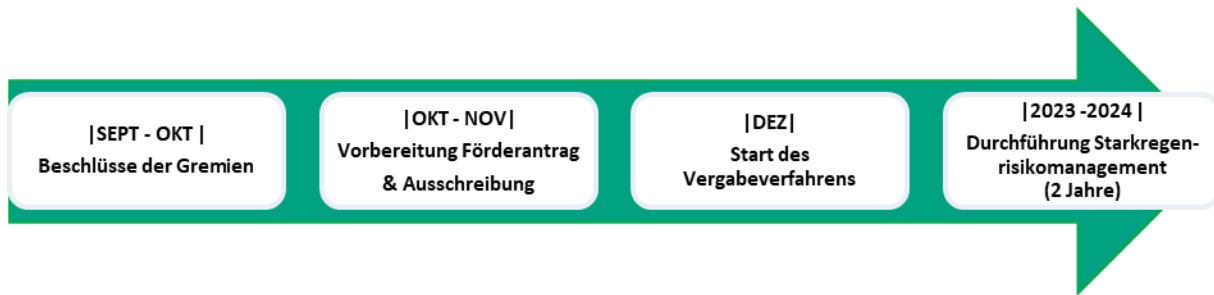 |SEPT - OKT |
Beschlüsse der Gremien
|OKT - NOV|
Vorbereitung Förderantrag
& Ausschreibung
|DEZ|
Start des
Vergabeverfahrens
|2023 -2024 |
Durchführung Starkregen-
risikomanagement
(2 Jahre)